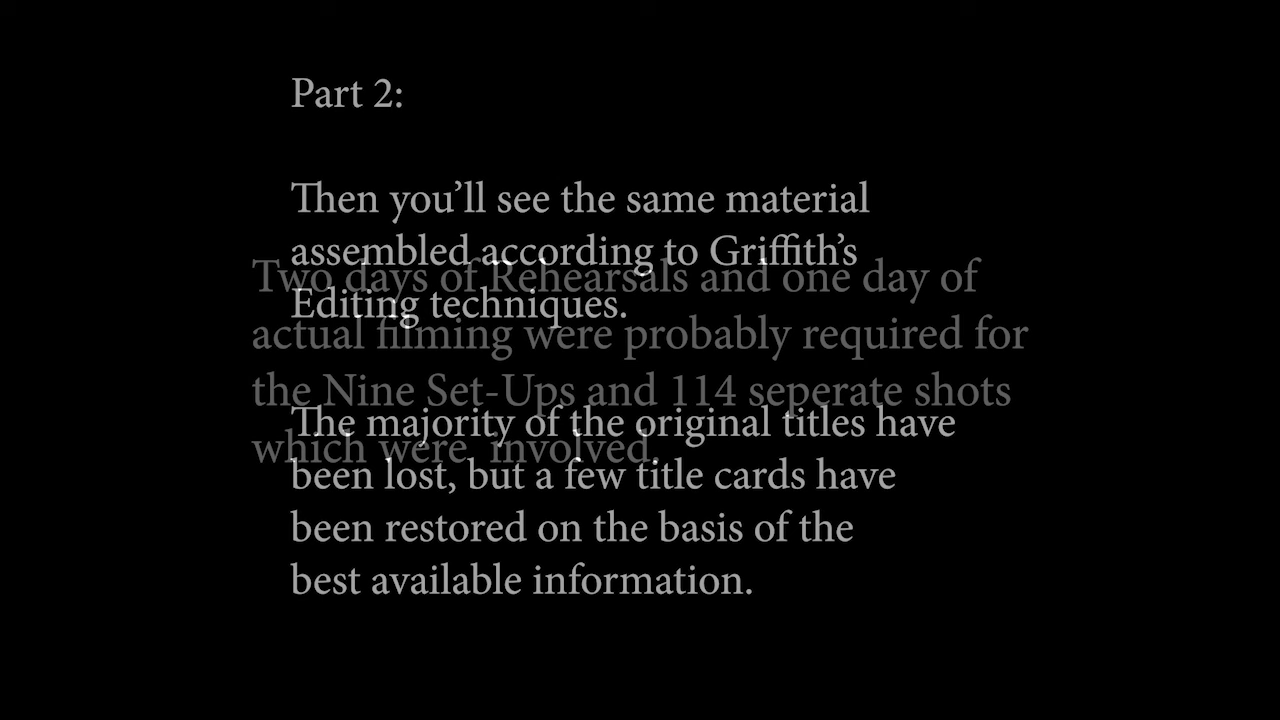 Part 2:
Then you’ll see the same material
assembled according to Griffith’s
Editing techniques.
The majority of the original titles have
been lost, but a few title cards have
been restored on the basis of the
best available information.
Two days of Rehearsals and one day of
actual filming were probably required for
the Nine Set-Ups and 114 seperate shots
which were involved.